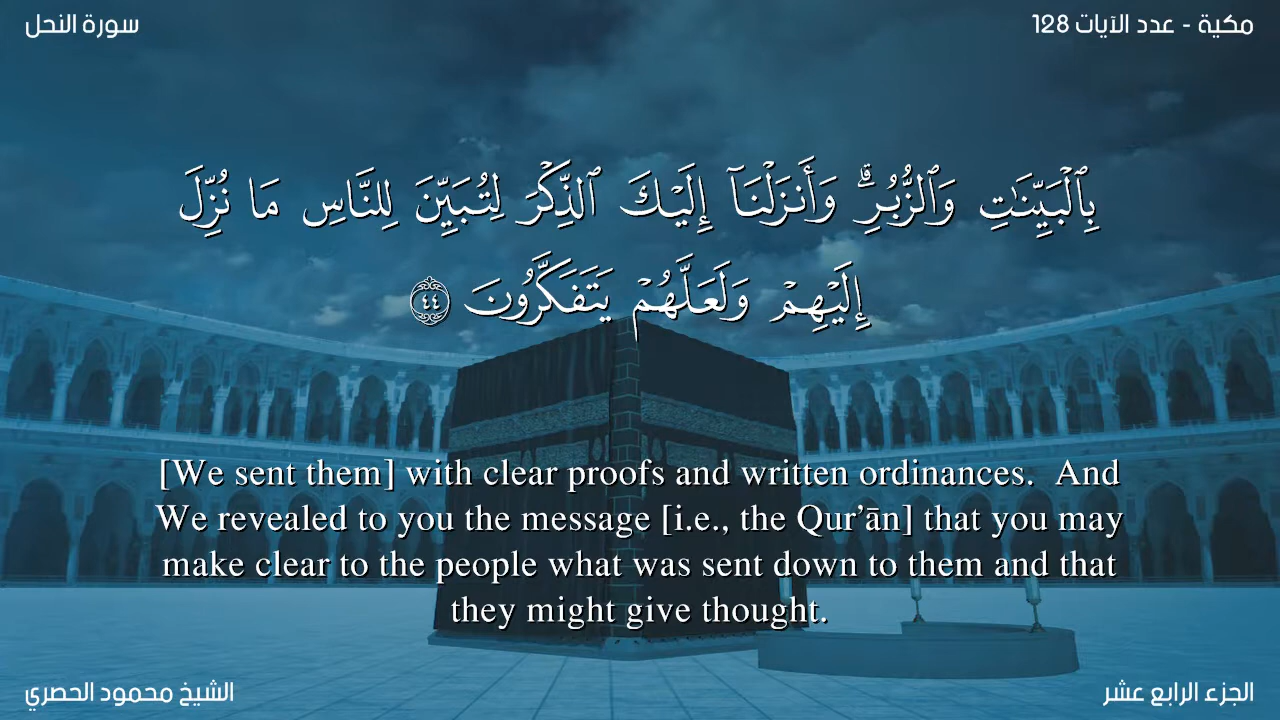 سورة النحل
مكية - عدد الآيات 128
بِٱلْبَيِّنَـٰتِ وَٱلزُّبُرِ ۗ وَأَنزَلْنَآ إِلَيْكَ ٱلذِّكْرَ لِتُبَيِّنَ لِلنَّاسِ مَا نُزِّلَ
إِلَيْهِمْ وَلَعَلَّهُمْ يَتَفَكَّرُونَ ٤٤
[We sent them] with clear proofs and written ordinances.  And
We revealed to you the message [i.e., the Qur’ān] that you may
make clear to the people what was sent down to them and that
they might give thought.
الشيخ محمود الحصري
الجزء الرابع عشر